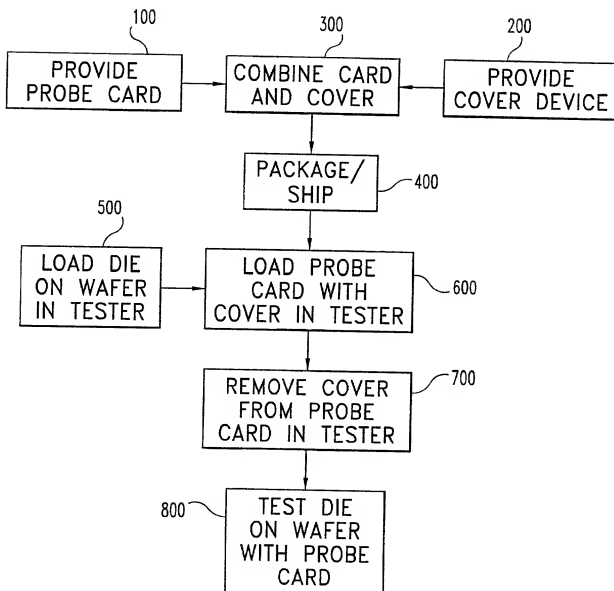 100
PROVIDE
PROBE CARD
300
COMBINE CARD
AND COVER
200
PROVIDE
COVER DEVICE
PACKAGE/
SHIP
400
500
LOAD DIE
ON WAFER
IN TESTER
LOAD PROBE
CARD WITH
COVER IN TESTER
600
REMOVE COVER
FROM PROBE
CARD IN TESTER
700
800
TEST DIE
ON WAFER
WITH PROBE
CARD